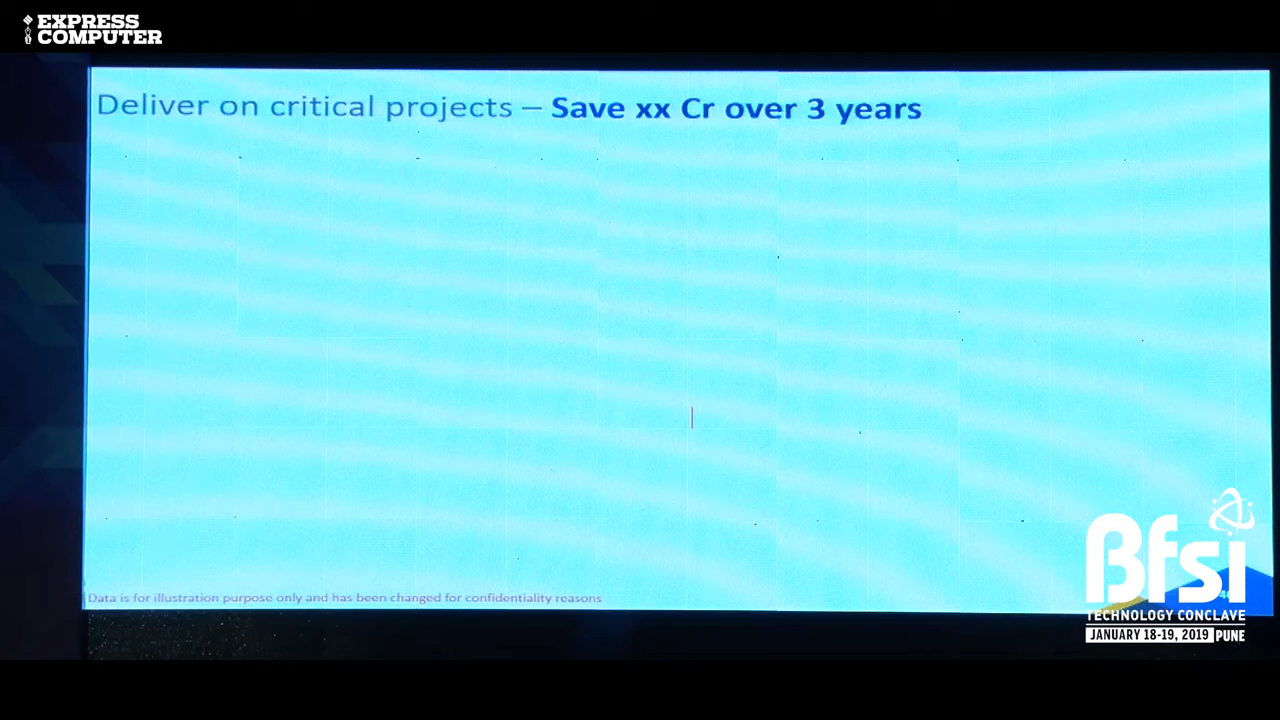 EXPRESS
COMPUTER
Deliver on critical projects – Save xx Cr over 3 years
Data is for illustration purpose only and has been changed for confidentiality reasons
Bfsi
TECHNOLOGY CONCLAVE
JANUARY 18-19, 2019 PUNE